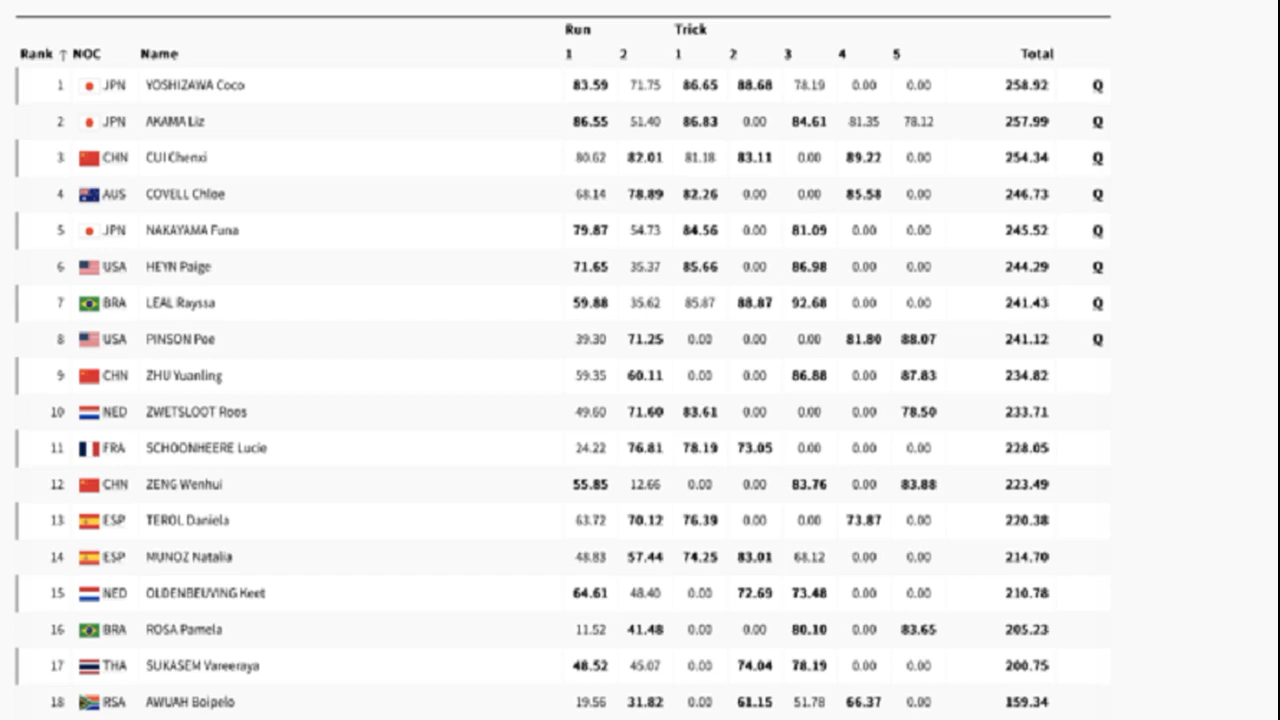 Run Trick
Rank ↑ NOC Name 1 2 1 2 3 4 5 Total
1 JPN YOSHIZAWA Coco 83.59 71.75 86.65 88.68 78.19 0.00 0.00 258.92 Q
2 JPN AKAMA Liz 86.55 51.40 86.83 0.00 84.61 81.35 78.12 257.99 Q
3 CHN CUI Chenxi 80.62 82.01 81.18 83.11 0.00 89.22 0.00 254.34 Q
4 AUS COVELL Chloe 68.14 78.89 82.26 0.00 0.00 85.58 0.00 246.73 Q
5 JPN NAKAYAMA Funa 79.87 54.73 84.56 0.00 81.09 0.00 0.00 245.52 Q
6 USA HEYN Paige 71.65 35.37 85.66 0.00 86.98 0.00 0.00 244.29 Q
7 BRA LEAL Rayssa 59.88 35.62 85.87 88.87 92.68 0.00 0.00 241.43 Q
8 USA PINSON Poe 39.30 71.25 0.00 0.00 0.00 81.80 88.07 241.12 Q
9 CHN ZHU Yuanling 59.35 60.11 0.00 0.00 86.88 0.00 87.83 234.82
10 NED ZWETSLOOT Roos 49.60 71.60 83.61 0.00 0.00 0.00 78.50 233.71
11 FRA SCHOONHEERE Lucie 24.22 76.81 78.19 73.05 0.00 0.00 0.00 228.05
12 CHN ZENG Wenhui 55.85 12.66 0.00 0.00 83.76 0.00 83.88 223.49
13 ESP TEROL Daniela 63.72 70.12 76.39 0.00 0.00 73.87 0.00 220.38
14 ESP MUNOZ Natalia 48.83 57.44 74.25 83.01 68.12 0.00 0.00 214.70
15 NED OLDENBEUVING Keet 64.61 48.40 0.00 72.69 73.48 0.00 0.00 210.78
16 BRA ROSA Pamela 11.52 41.48 0.00 0.00 80.10 0.00 83.65 205.23
17 THA SUKASEM Vareeraya 48.52 45.07 0.00 74.04 78.19 0.00 0.00 200.75
18 RSA AWUAH Boipelo 19.56 31.82 0.00 61.15 51.78 66.37 0.00 159.34